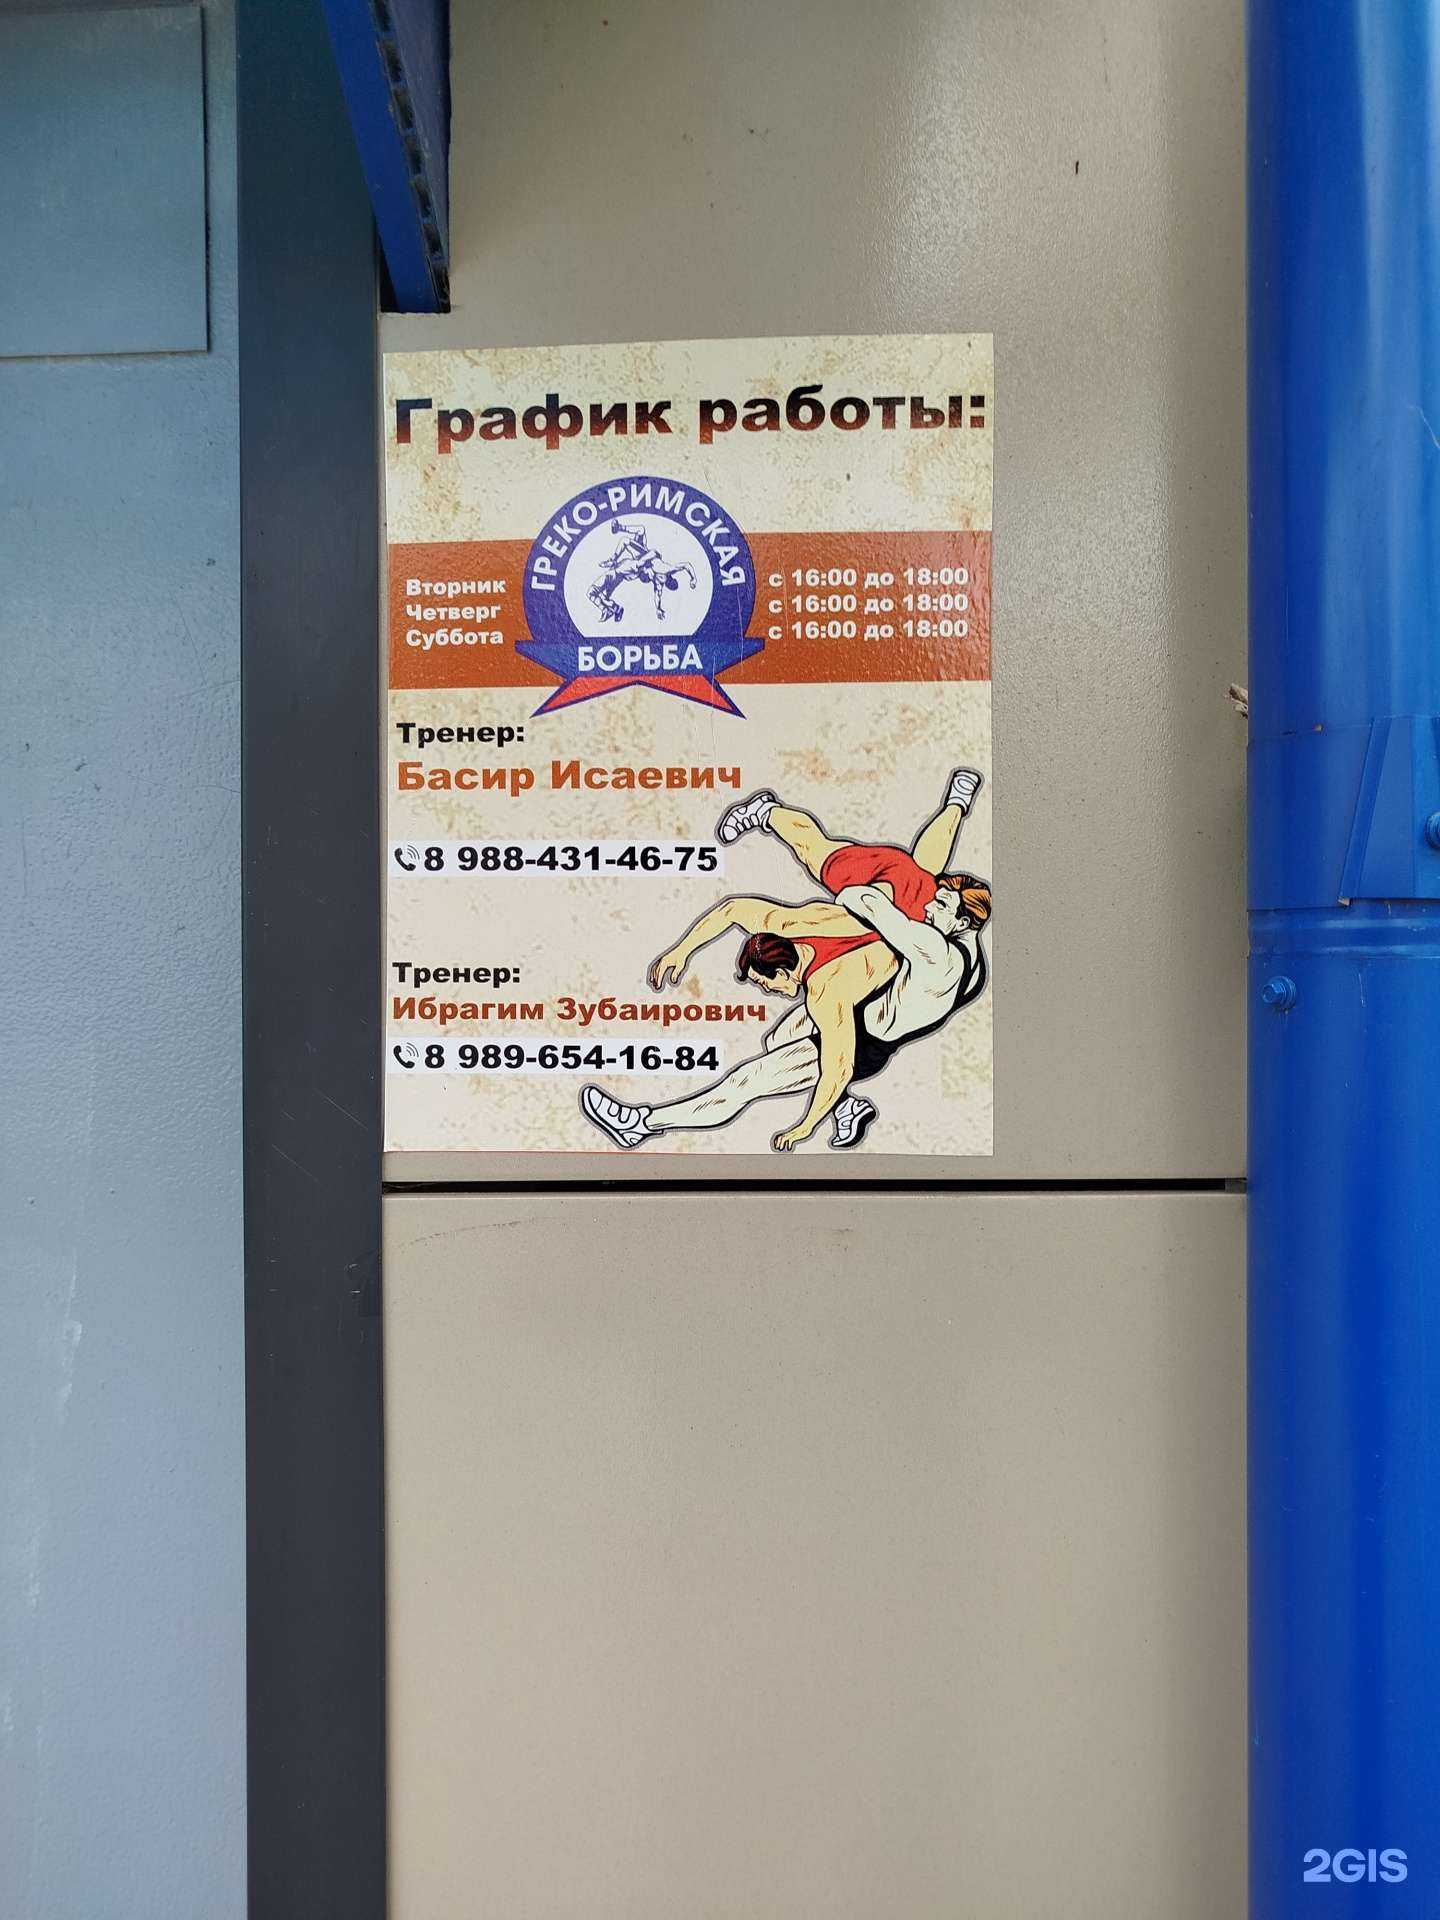 График работы:
ГРЕКО-РИМСКАЯ
БОРЬБА
Вторник с 16:00 до 18:00
Четверг с 16:00 до 18:00
Суббота с 16:00 до 18:00
Тренер:
Басир Исаевич
8 988-431-46-75
Тренер:
Ибрагим Зубаирович
8 989-654-16-84
2GIS